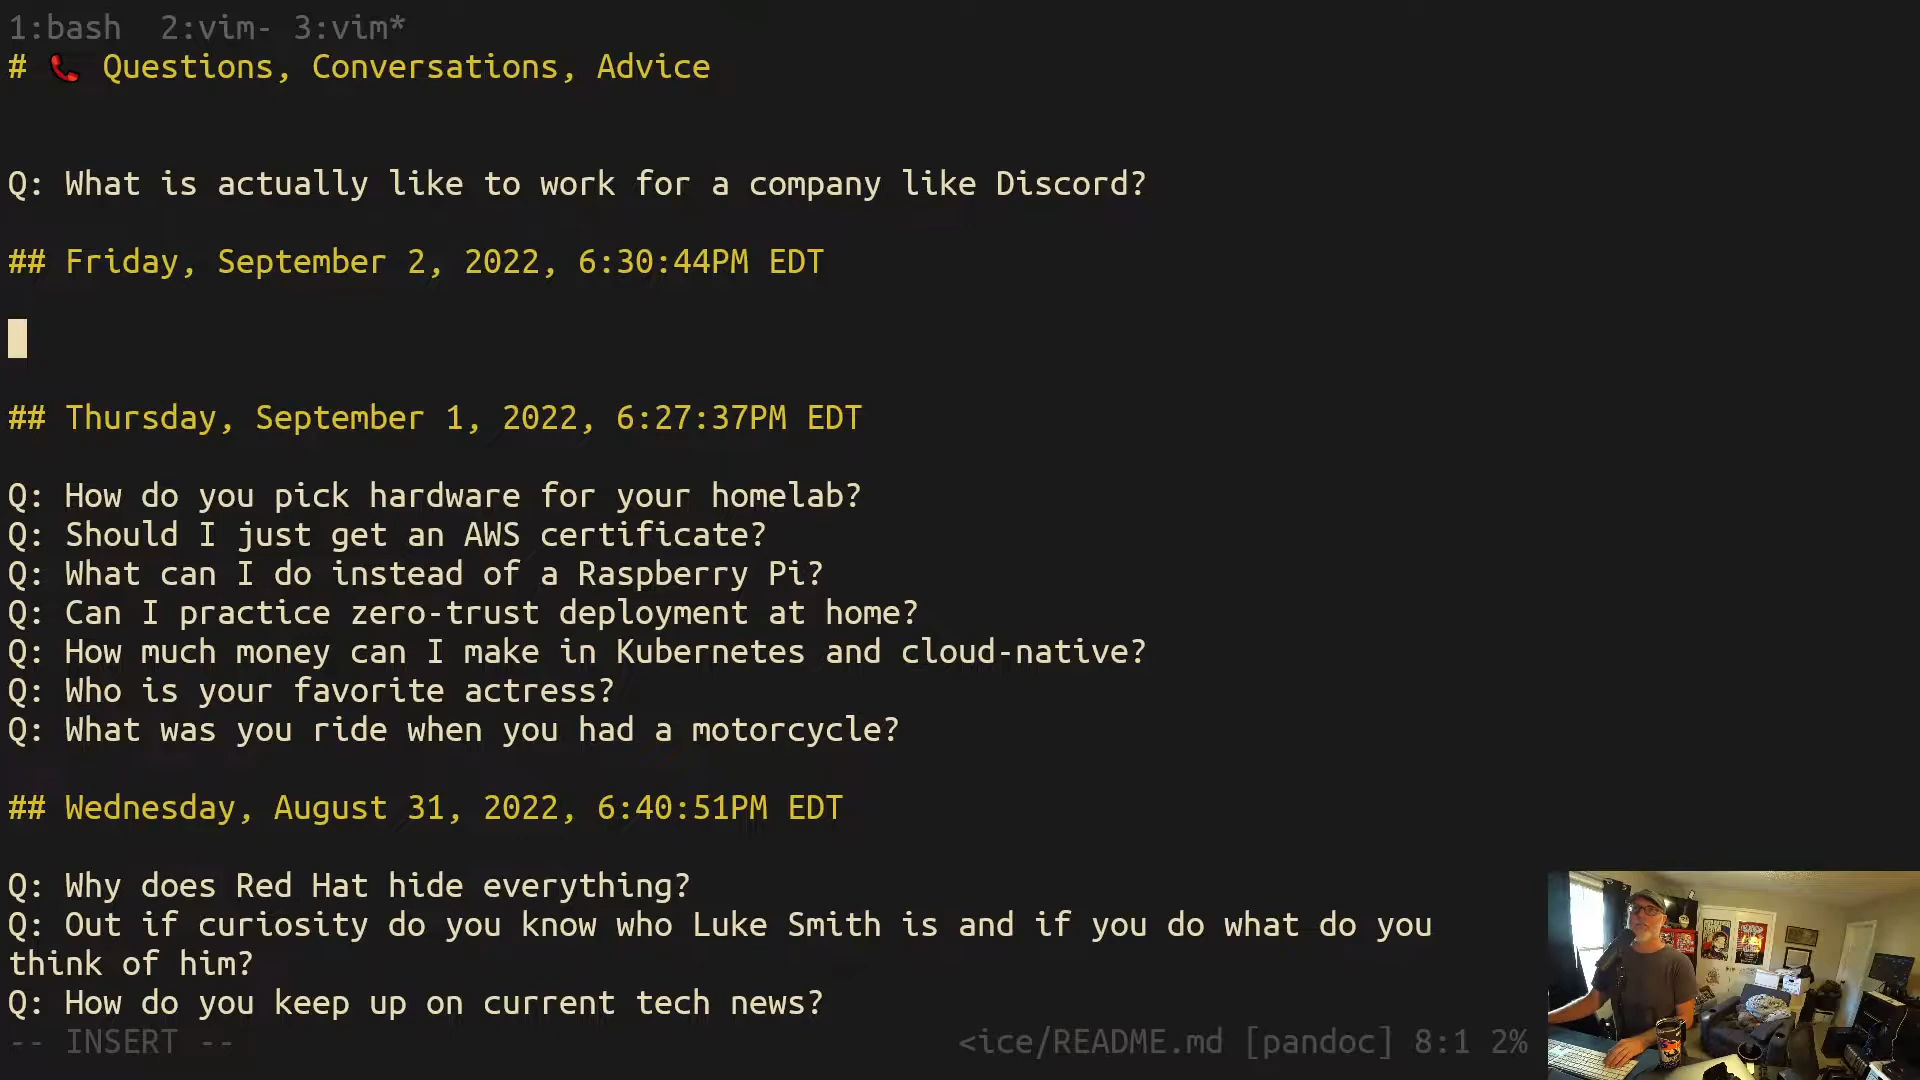 1:bash  2:vim- 3:vim*
# 📞 Questions, Conversations, Advice
Q: What is actually like to work for a company like Discord?
## Friday, September 2, 2022, 6:30:44PM EDT
## Thursday, September 1, 2022, 6:27:37PM EDT
Q: How do you pick hardware for your homelab?
Q: Should I just get an AWS certificate?
Q: What can I do instead of a Raspberry Pi?
Q: Can I practice zero-trust deployment at home?
Q: How much money can I make in Kubernetes and cloud-native?
Q: Who is your favorite actress?
Q: What was you ride when you had a motorcycle?
## Wednesday, August 31, 2022, 6:40:51PM EDT
Q: Why does Red Hat hide everything?
Q: Out if curiosity do you know who Luke Smith is and if you do what do you
think of him?
Q: How do you keep up on current tech news?
-- INSERT -- <ice/README.md [pandoc] 8:1 2%